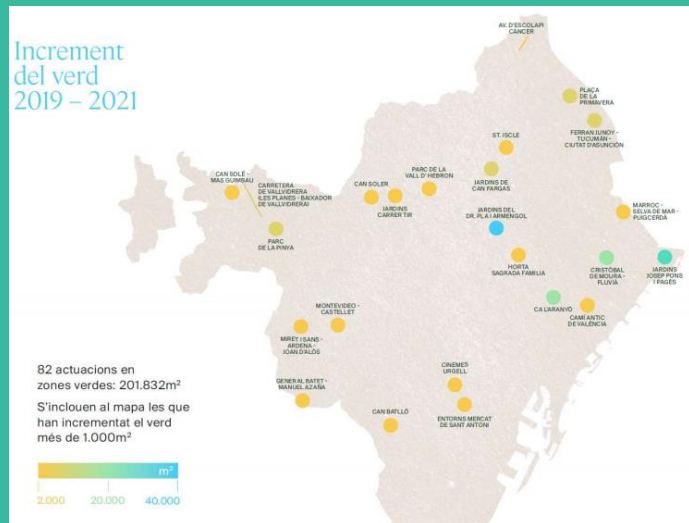 Increment
del verd
2019 – 2021
AV. D'ESCOLAPI
CÀNCER
PLAÇA
DE LA
PRIMAVERA
FERRAN JUNOY -
TUCUMÁN -
CIUTAT D'ASUNCIÓN
ST. ISCLE
JARDINS DE
CAN FARGAS
PARC DE LA
VALL D'HEBRON
CAN SOLER
JARDINS
CARRER TIR
CAN SOLÉ -
MAS GUIMBAU
CARRETERA
DE VALLVIDRERA
(LES PLANES - BAIXADOR
DE VALLVIDRERA)
PARC
DE LA PINYA
JARDINS DEL
DR. PLA I ARMENGOL
MARROC -
SELVA DE MAR -
PUIGCERDÀ
HORTA
SAGRADA FAMILIA
CRISTÓBAL
DE MOURA -
FLUVIÀ
JARDINS
JOSEP PONS
I PAGÈS
CA L'ARANYÓ
CAMÍ ANTIC
DE VALÈNCIA
MONTEVIDEO -
CASTELLET
MIRET I SANS -
ARDENA -
JOAN D'ALÒS
GENERAL BATET -
MANUEL AZAÑA
CINEMES
URGELL
ENTORNS MERCAT
DE SANT ANTONI
CAN BATLLÓ
82 actuacions en
zones verdes: 201.832m²
S'inclouen al mapa les que
han incrementat el verd
més de 1.000m²
m²
2.000 20.000 40.000